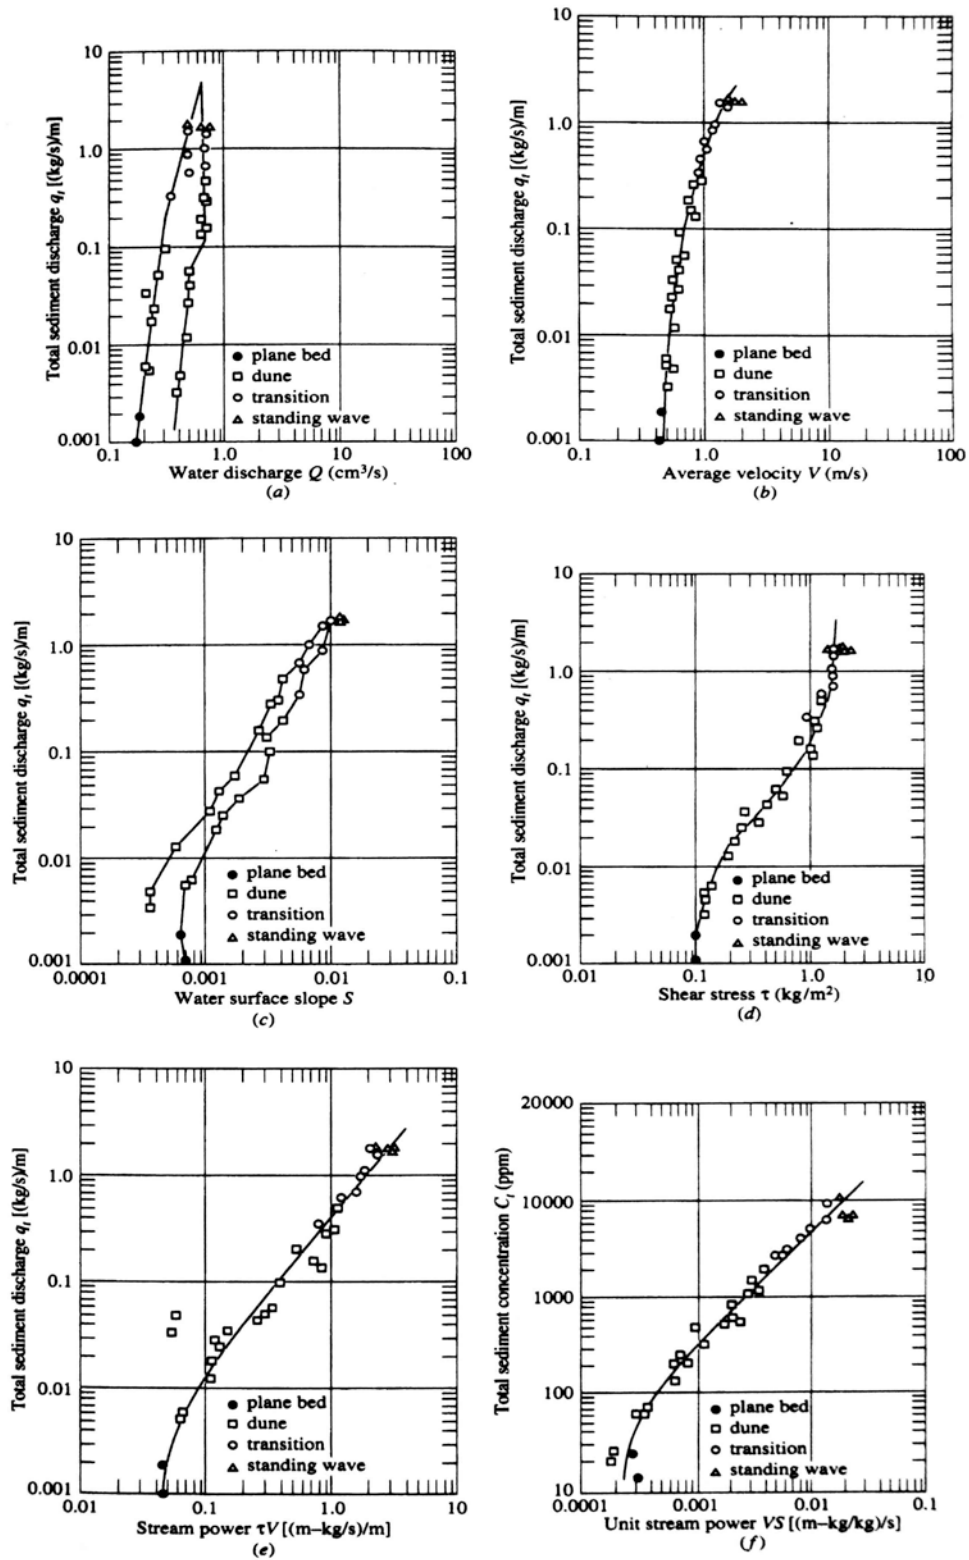 10
1.0
0.1
0.01
0.001
Total sediment discharge qt [(kg/s)/m]
plane bed
dune
transition
standing wave
0.1
1.0
10
100
Water discharge Q (cm³/s)
(a)
10
1.0
0.1
0.01
0.001
Total sediment discharge qt [(kg/s)/m]
plane bed
dune
transition
standing wave
0.1
1.0
10
100
Average velocity V (m/s)
(b)
10
1.0
0.1
0.01
0.001
Total sediment discharge qt [(kg/s)/m]
plane bed
dune
transition
standing wave
0.0001
0.001
0.01
0.1
Water surface slope S
(c)
10
1.0
0.1
0.01
0.001
Total sediment discharge qt [(kg/s)/m]
plane bed
dune
transition
standing wave
0.01
0.1
1.0
10
Shear stress τ (kg/m²)
(d)
10
1.0
0.1
0.01
0.001
Total sediment discharge qt [(kg/s)/m]
plane bed
dune
transition
standing wave
0.01
0.1
1.0
10
Stream power τV [(m–kg/s)/m]
(e)
20000
10000
1000
100
10
Total sediment concentration Ct (ppm)
plane bed
dune
transition
standing wave
0.00001
0.001
0.01
0.1
Unit stream power VS [(m–kg/kg)/s]
(f)